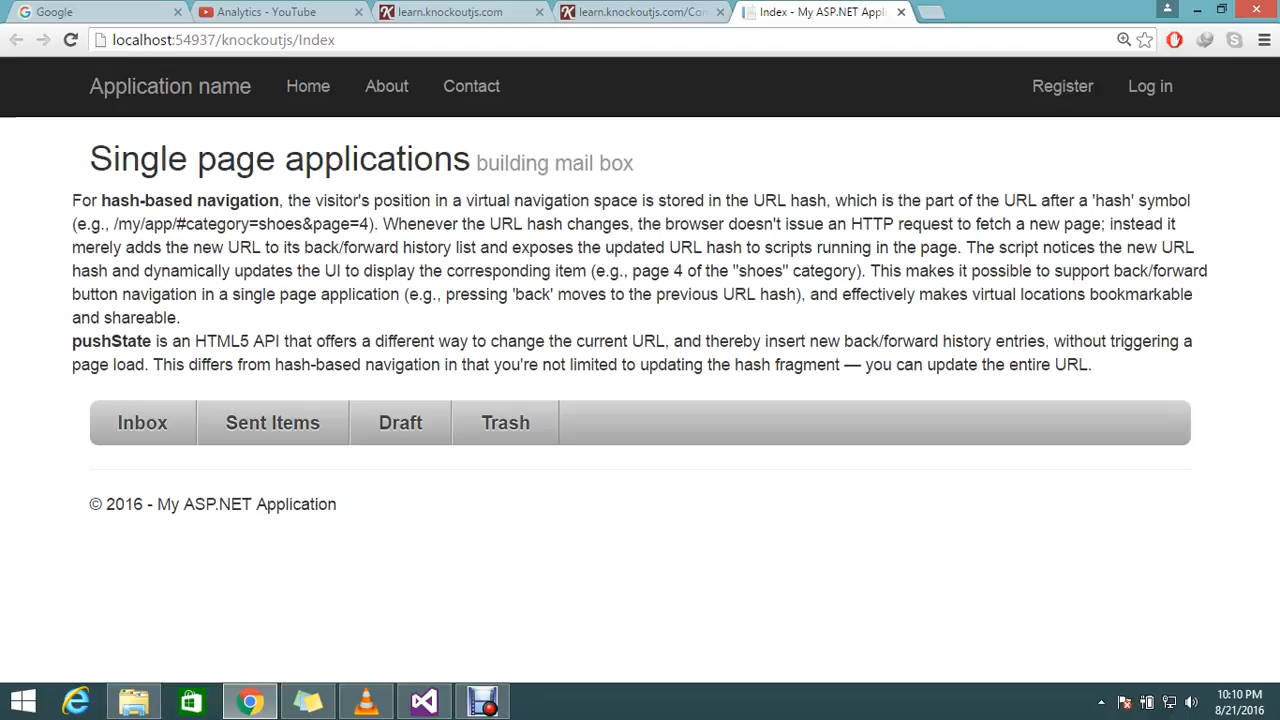 Google
Analytics - YouTube
learn.knockoutjs.com
learn.knockoutjs.com/Con
Index - My ASP.NET Appli
localhost:54937/knockoutjs/Index
Application name Home About Contact Register Log in
Single page applications building mail box
For hash-based navigation, the visitor's position in a virtual navigation space is stored in the URL hash, which is the part of the URL after a 'hash' symbol
(e.g., /my/app/#category=shoes&page=4). Whenever the URL hash changes, the browser doesn't issue an HTTP request to fetch a new page; instead it
merely adds the new URL to its back/forward history list and exposes the updated URL hash to scripts running in the page. The script notices the new URL
hash and dynamically updates the UI to display the corresponding item (e.g., page 4 of the "shoes" category). This makes it possible to support back/forward
button navigation in a single page application (e.g., pressing 'back' moves to the previous URL hash), and effectively makes virtual locations bookmarkable
and shareable.
pushState is an HTML5 API that offers a different way to change the current URL, and thereby insert new back/forward history entries, without triggering a
page load. This differs from hash-based navigation in that you're not limited to updating the hash fragment — you can update the entire URL.
Inbox Sent Items Draft Trash
© 2016 - My ASP.NET Application
10:10 PM
8/21/2016